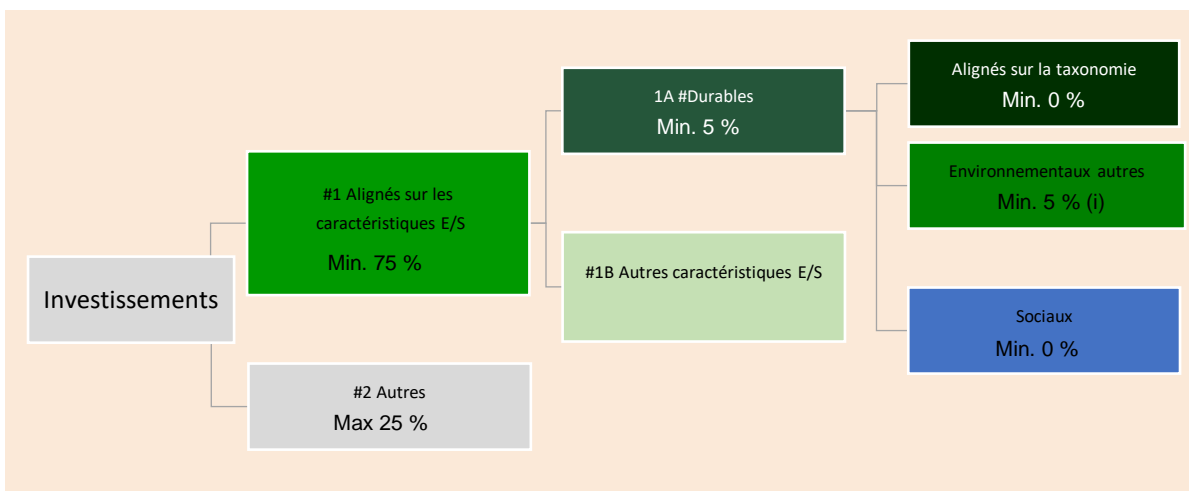 Investissements
#1 Alignés sur les
caractéristiques E/S
Min. 75 %
#2 Autres
Max 25 %
1A #Durables
Min. 5 %
#1B Autres caractéristiques E/S
Alignés sur la taxonomie
Min. 0 %
Environnementaux autres
Min. 5 % (i)
Sociaux
Min. 0 %